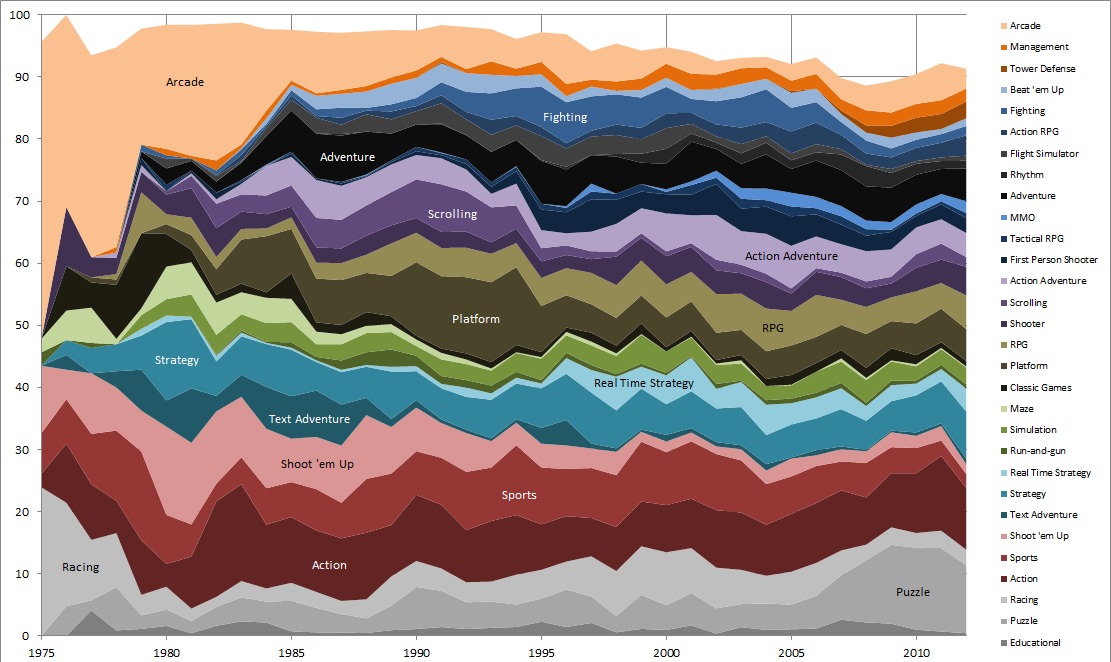 100
90
80
70
60
50
40
30
20
10
0
1975
1980
1985
1990
1995
2000
2005
2010
Arcade
Fighting
Adventure
Scrolling
Action Adventure
Platform
RPG
Strategy
Real Time Strategy
Text Adventure
Shoot 'em Up
Sports
Action
Racing
Puzzle
Arcade
Management
Tower Defense
Beat 'em Up
Fighting
Action RPG
Flight Simulator
Rhythm
Adventure
MMO
Tactical RPG
First Person Shooter
Action Adventure
Scrolling
Shooter
RPG
Platform
Classic Games
Maze
Simulation
Run-and-gun
Real Time Strategy
Strategy
Text Adventure
Shoot 'em Up
Sports
Action
Racing
Puzzle
Educational